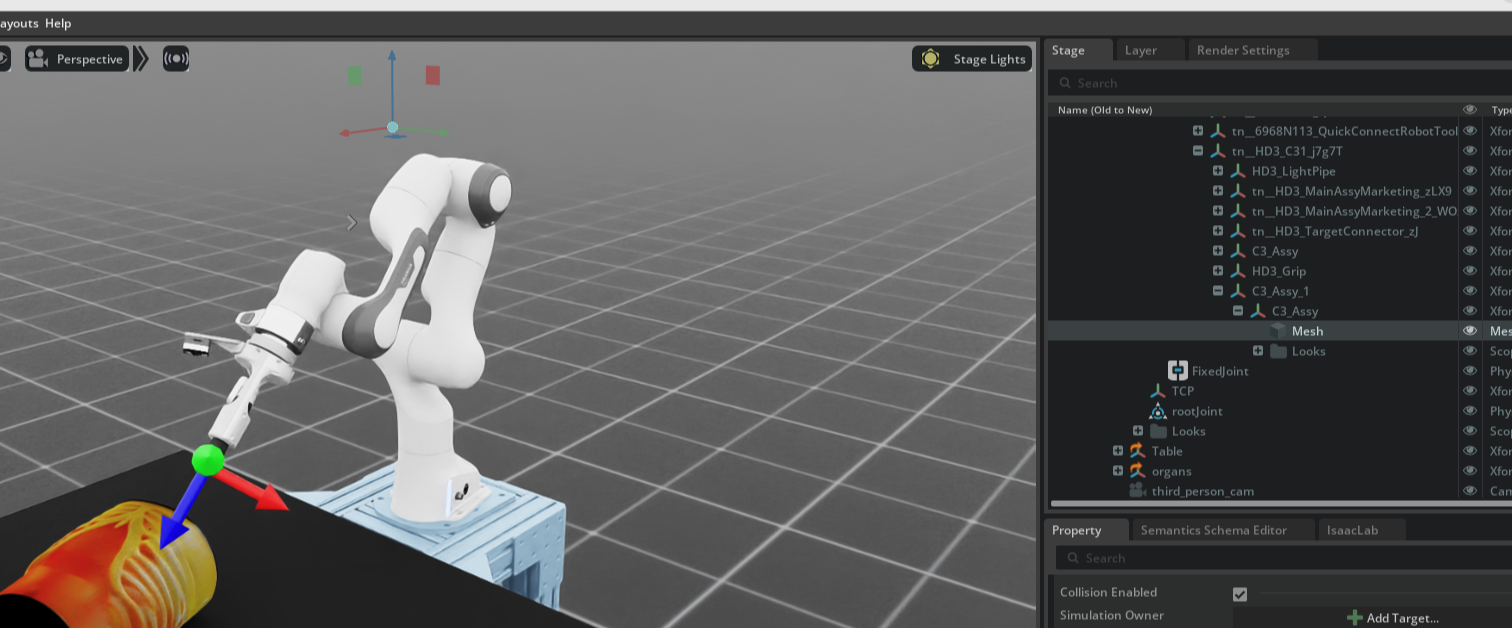 ayouts Help
Perspective
Stage Lights
Stage Layer Render Settings
Search
Name (Old to New) Type
tn__6968N113_QuickConnectRobotTool Xfor
tn__HD3_C31_j7g7T Xfor
HD3_LightPipe Xfor
tn__HD3_MainAssyMarketing_zLX9 Xfor
tn__HD3_MainAssyMarketing_2_WO Xfor
tn__HD3_TargetConnector_zJ Xfor
C3_Assy Xfor
HD3_Grip Xfor
C3_Assy_1 Xfor
C3_Assy Xfor
Mesh Mes
Looks Sco
FixedJoint Phy
TCP Xfor
rootJoint Phy
Looks Sco
Table Xfor
organs Xfor
third_person_cam Cam
Property Semantics Schema Editor IsaacLab
Search
Collision Enabled
Simulation Owner Add Target...